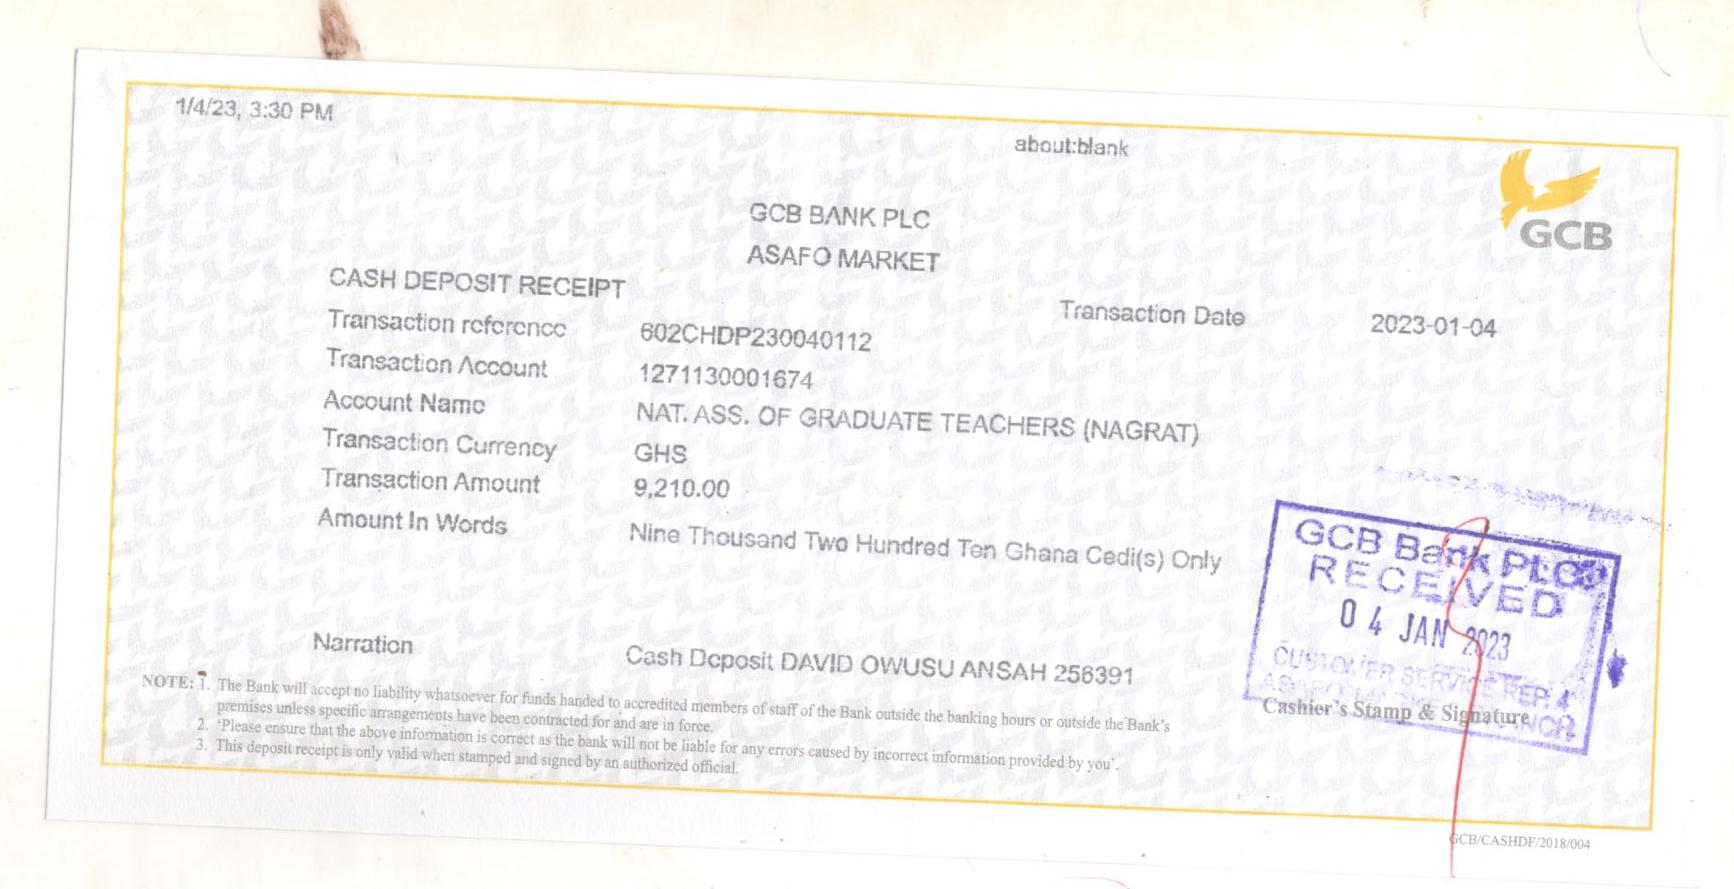 1/4/23, 3:30 PM
about:blank
GCB
GCB BANK PLC
ASAFO MARKET
CASH DEPOSIT RECEIPT
Transaction Date 2023-01-04
Transaction reference 602CHDP230040112
Transaction Account 1271130001674
Account Name NAT. ASS. OF GRADUATE TEACHERS (NAGRAT)
Transaction Currency GHS
Transaction Amount 9,210.00
Amount In Words Nine Thousand Two Hundred Ten Ghana Cedi(s) Only
GCB Bank PLC
RECEIVED
04 JAN 2023
CUSTOMER SERVICE REP. 4
ASAFO
Cashier's Stamp & Signature
Narration Cash Deposit DAVID OWUSU ANSAH 256391
NOTE: 1. The Bank will accept no liability whatsoever for funds handed to accredited members of staff of the Bank outside the banking hours or outside the Bank's
premises unless specific arrangements have been contracted for and are in force.
2. 'Please ensure that the above information is correct as the bank will not be liable for any errors caused by incorrect information provided by you'.
3. This deposit receipt is only valid when stamped and signed by an authorized official.
GCB/CASHDF/2018/004